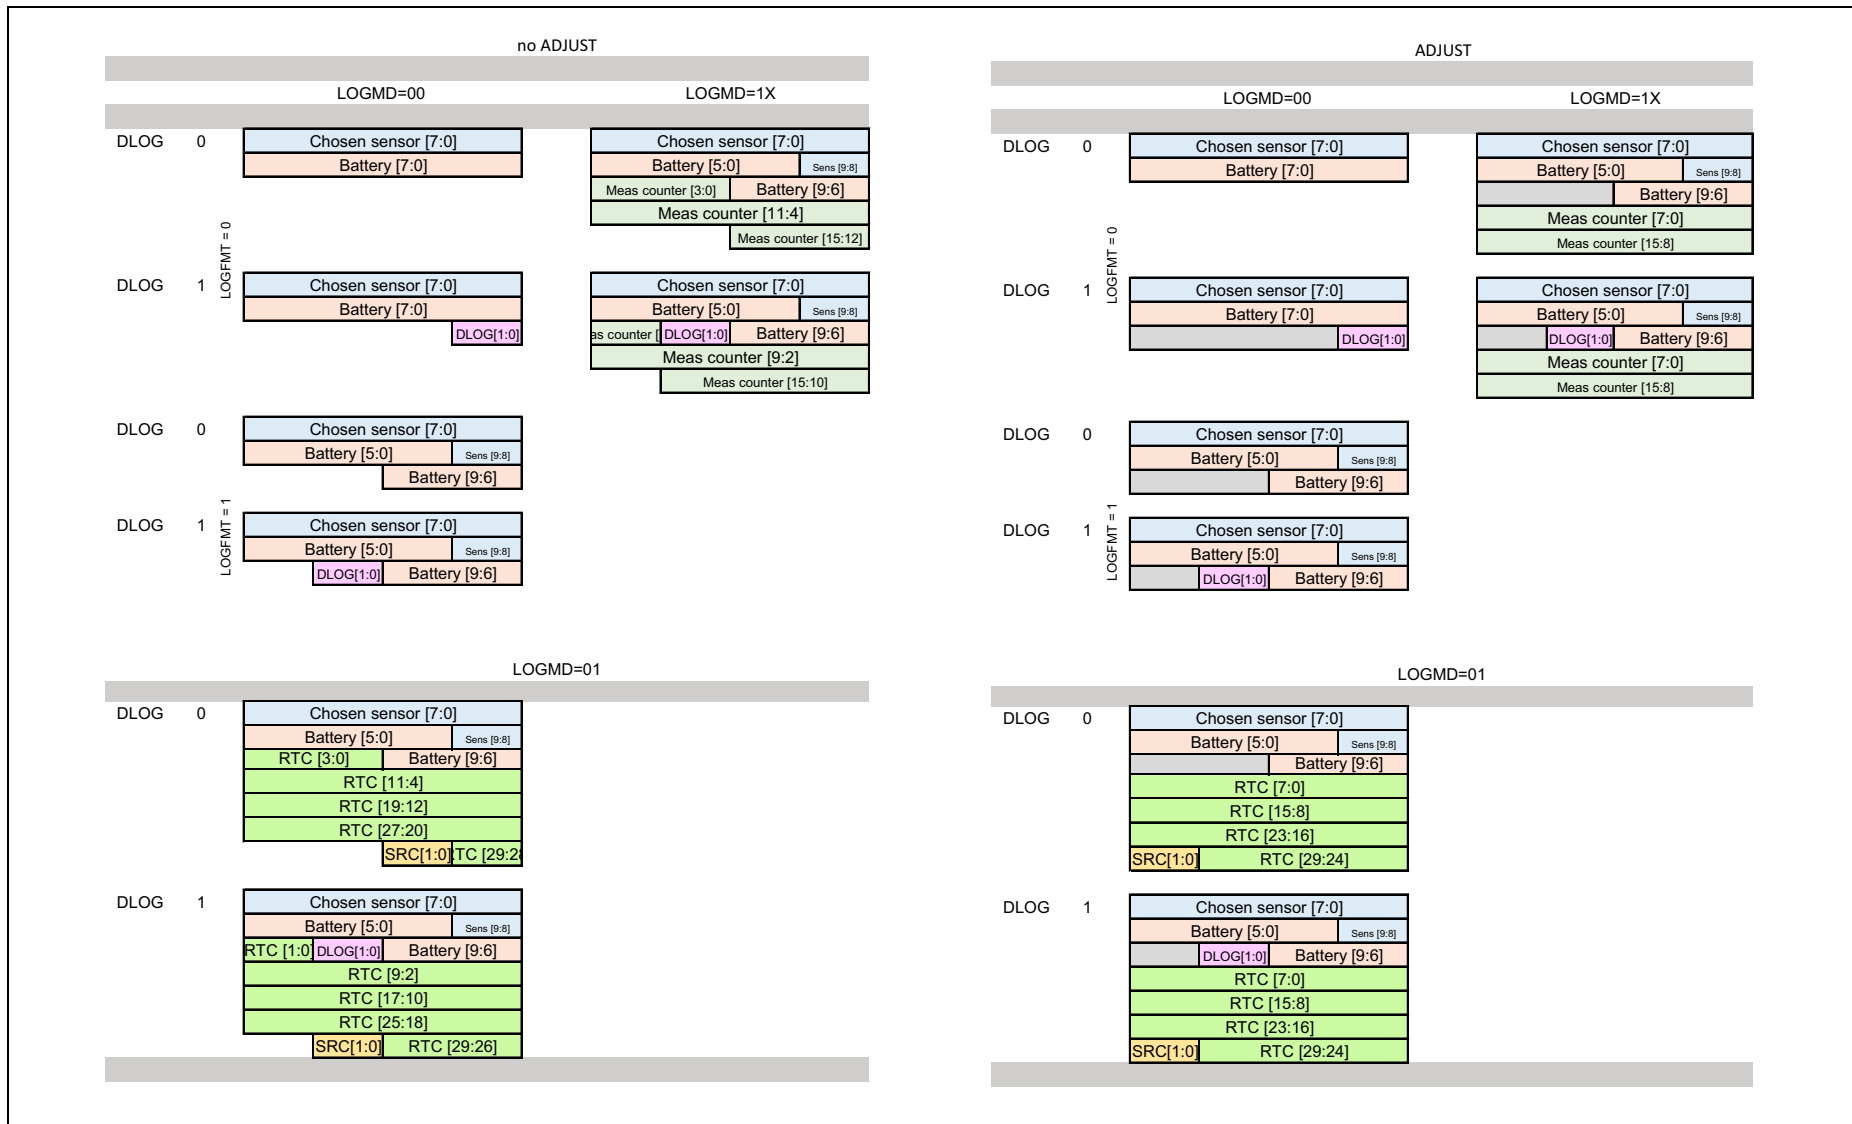 no ADJUST
LOGMD=00 LOGMD=1X
DLOG 0 Chosen sensor [7:0] Chosen sensor [7:0]
Battery [7:0] Battery [5:0] Sens [9:8]
Meas counter [3:0] Battery [9:6]
Meas counter [11:4]
Meas counter [15:12]
LOGFMT = 0
DLOG 1 Chosen sensor [7:0] Chosen sensor [7:0]
Battery [7:0] Battery [5:0] Sens [9:8]
DLOG[1:0] as counter [ DLOG[1:0] Battery [9:6]
Meas counter [9:2]
Meas counter [15:10]
DLOG 0 Chosen sensor [7:0]
Battery [5:0] Sens [9:8]
Battery [9:6]
LOGFMT = 1
DLOG 1 Chosen sensor [7:0]
Battery [5:0] Sens [9:8]
DLOG[1:0] Battery [9:6]
LOGMD=01
DLOG 0 Chosen sensor [7:0]
Battery [5:0] Sens [9:8]
RTC [3:0] Battery [9:6]
RTC [11:4]
RTC [19:12]
RTC [27:20]
SRC[1:0] TC [29:28
DLOG 1 Chosen sensor [7:0]
Battery [5:0] Sens [9:8]
RTC [1:0] DLOG[1:0] Battery [9:6]
RTC [9:2]
RTC [17:10]
RTC [25:18]
SRC[1:0] RTC [29:26]
ADJUST
LOGMD=00 LOGMD=1X
DLOG 0 Chosen sensor [7:0] Chosen sensor [7:0]
Battery [7:0] Battery [5:0] Sens [9:8]
Battery [9:6]
Meas counter [7:0]
Meas counter [15:8]
LOGFMT = 0
DLOG 1 Chosen sensor [7:0] Chosen sensor [7:0]
Battery [7:0] Battery [5:0] Sens [9:8]
DLOG[1:0] DLOG[1:0] Battery [9:6]
Meas counter [7:0]
Meas counter [15:8]
DLOG 0 Chosen sensor [7:0]
Battery [5:0] Sens [9:8]
Battery [9:6]
LOGFMT = 1
DLOG 1 Chosen sensor [7:0]
Battery [5:0] Sens [9:8]
DLOG[1:0] Battery [9:6]
LOGMD=01
DLOG 0 Chosen sensor [7:0]
Battery [5:0] Sens [9:8]
Battery [9:6]
RTC [7:0]
RTC [15:8]
RTC [23:16]
SRC[1:0] RTC [29:24]
DLOG 1 Chosen sensor [7:0]
Battery [5:0] Sens [9:8]
DLOG[1:0] Battery [9:6]
RTC [7:0]
RTC [15:8]
RTC [23:16]
SRC[1:0] RTC [29:24]